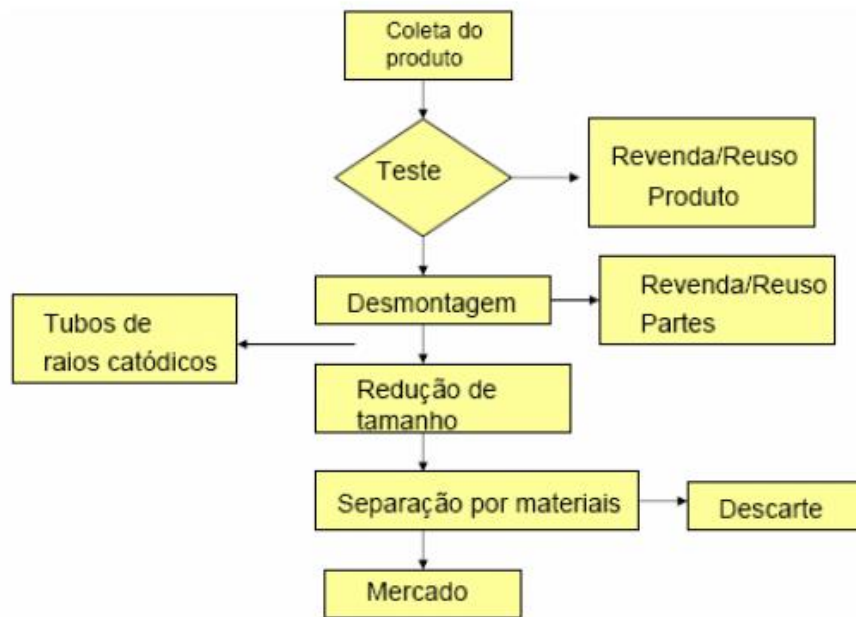 Coleta do
produto
Teste
Revenda/Reuso
Produto
Desmontagem
Revenda/Reuso
Partes
Tubos de
raios catódicos
Redução de
tamanho
Separação por materiais
Descarte
Mercado